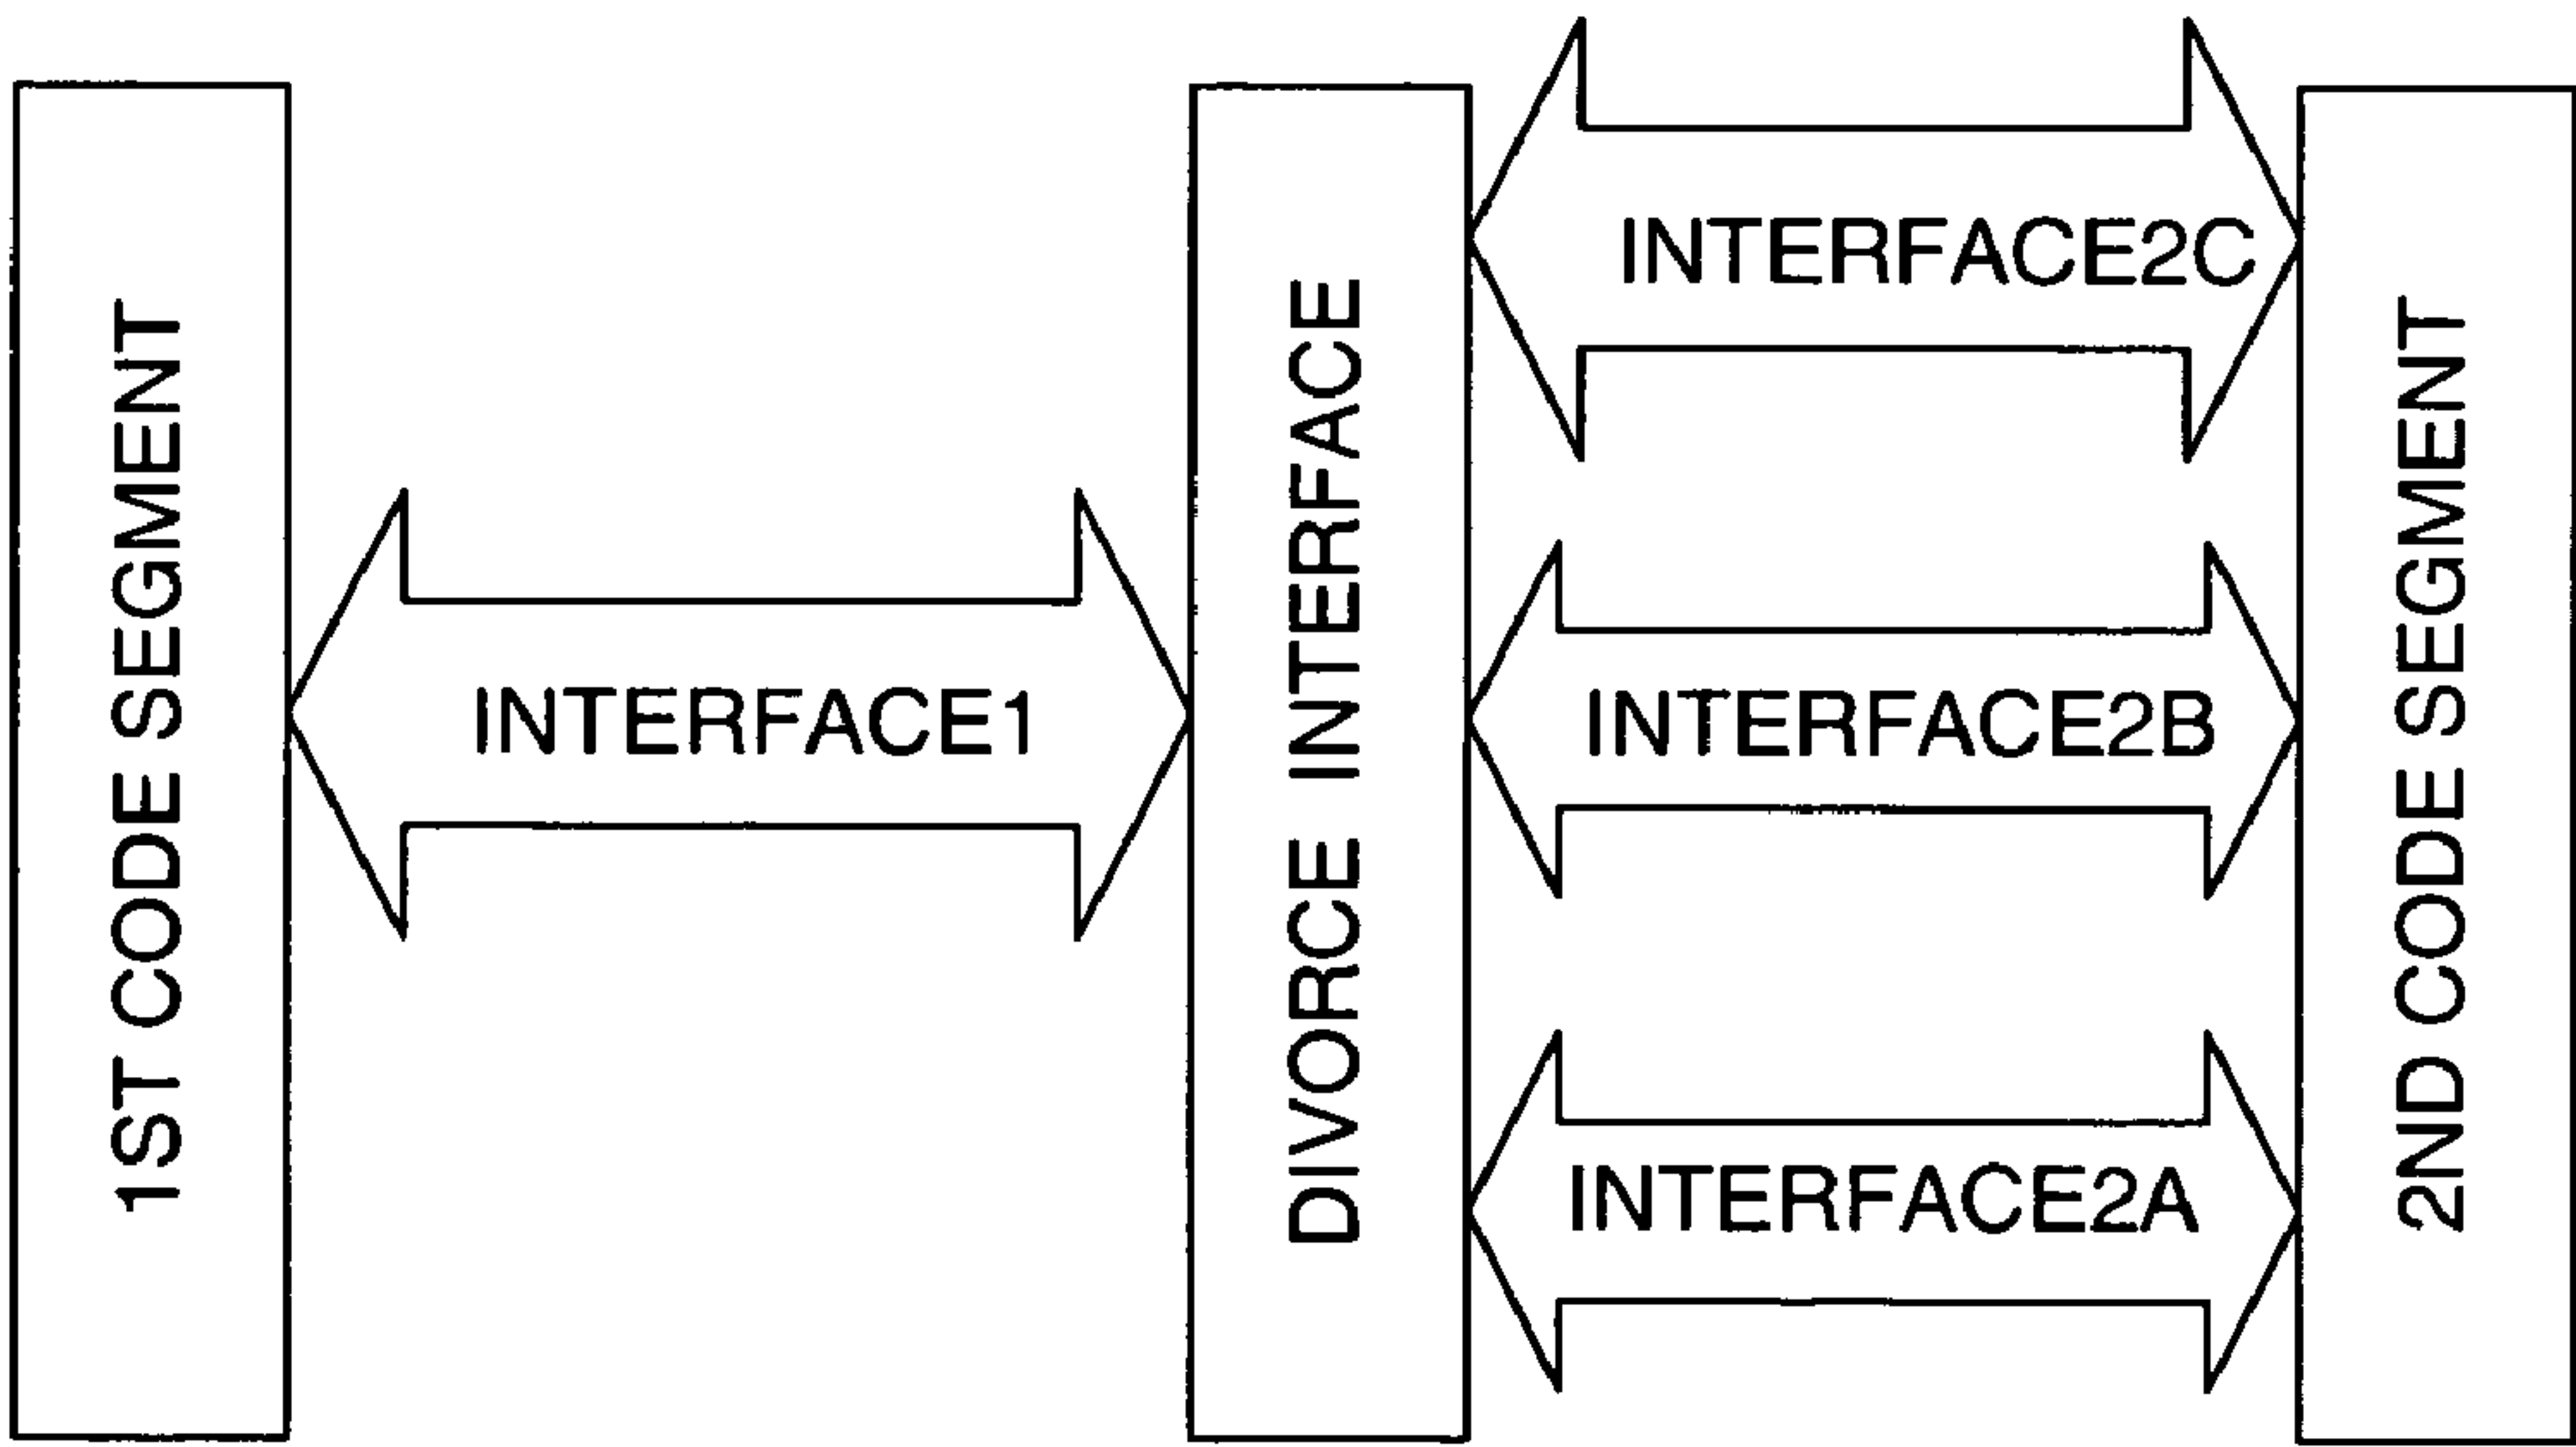 1ST CODE SEGMENT
INTERFACE1
DIVORCE INTERFACE
INTERFACE2C
INTERFACE2B
INTERFACE2A
2ND CODE SEGMENT